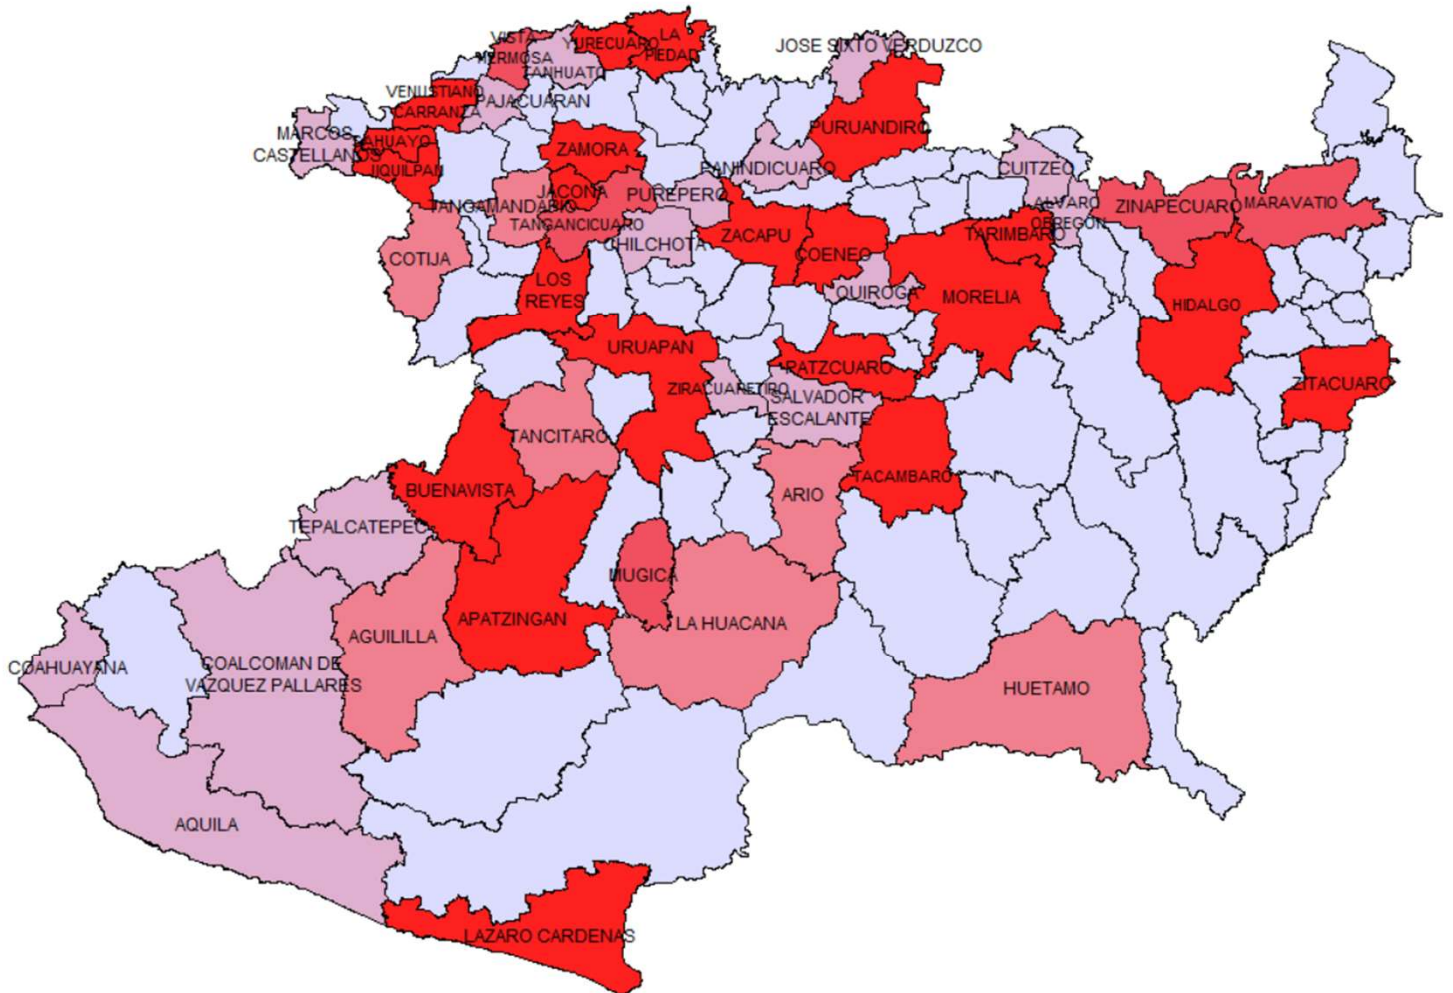 VISTA
HERMOSA
YURECUARO
LA
PIEDAD
TANHUATO
JOSE SIXTO VERDUZCO
VENUSTIANO
CARRANZA
PAJACUARAN
MARCOS
CASTELLANOS
SAHUAYO
JIQUILPAN
ZAMORA
PURUANDIRO
PANINDICUARO
CUITZEO
JACONA
PUREPERO
TANGAMANDAPIO
TANGANCICUARO
ALVARO
OBREGON
ZINAPECUARO
MARAVATIO
CHILCHOTA
ZACAPU
COENEO
TARIMBARO
COTIJA
LOS
REYES
QUIROGA
MORELIA
HIDALGO
URUAPAN
PATZCUARO
ZITACUARO
ZIRACUARETIRO
SALVADOR
ESCALANTE
TANCITARO
BUENAVISTA
ARIO
TACAMBARO
TEPALCATEPEC
MUGICA
APATZINGAN
LA HUACANA
AGUILILLA
COAHUAYANA
COALCOMAN DE
VAZQUEZ PALLARES
HUETAMO
AQUILA
LAZARO CARDENAS